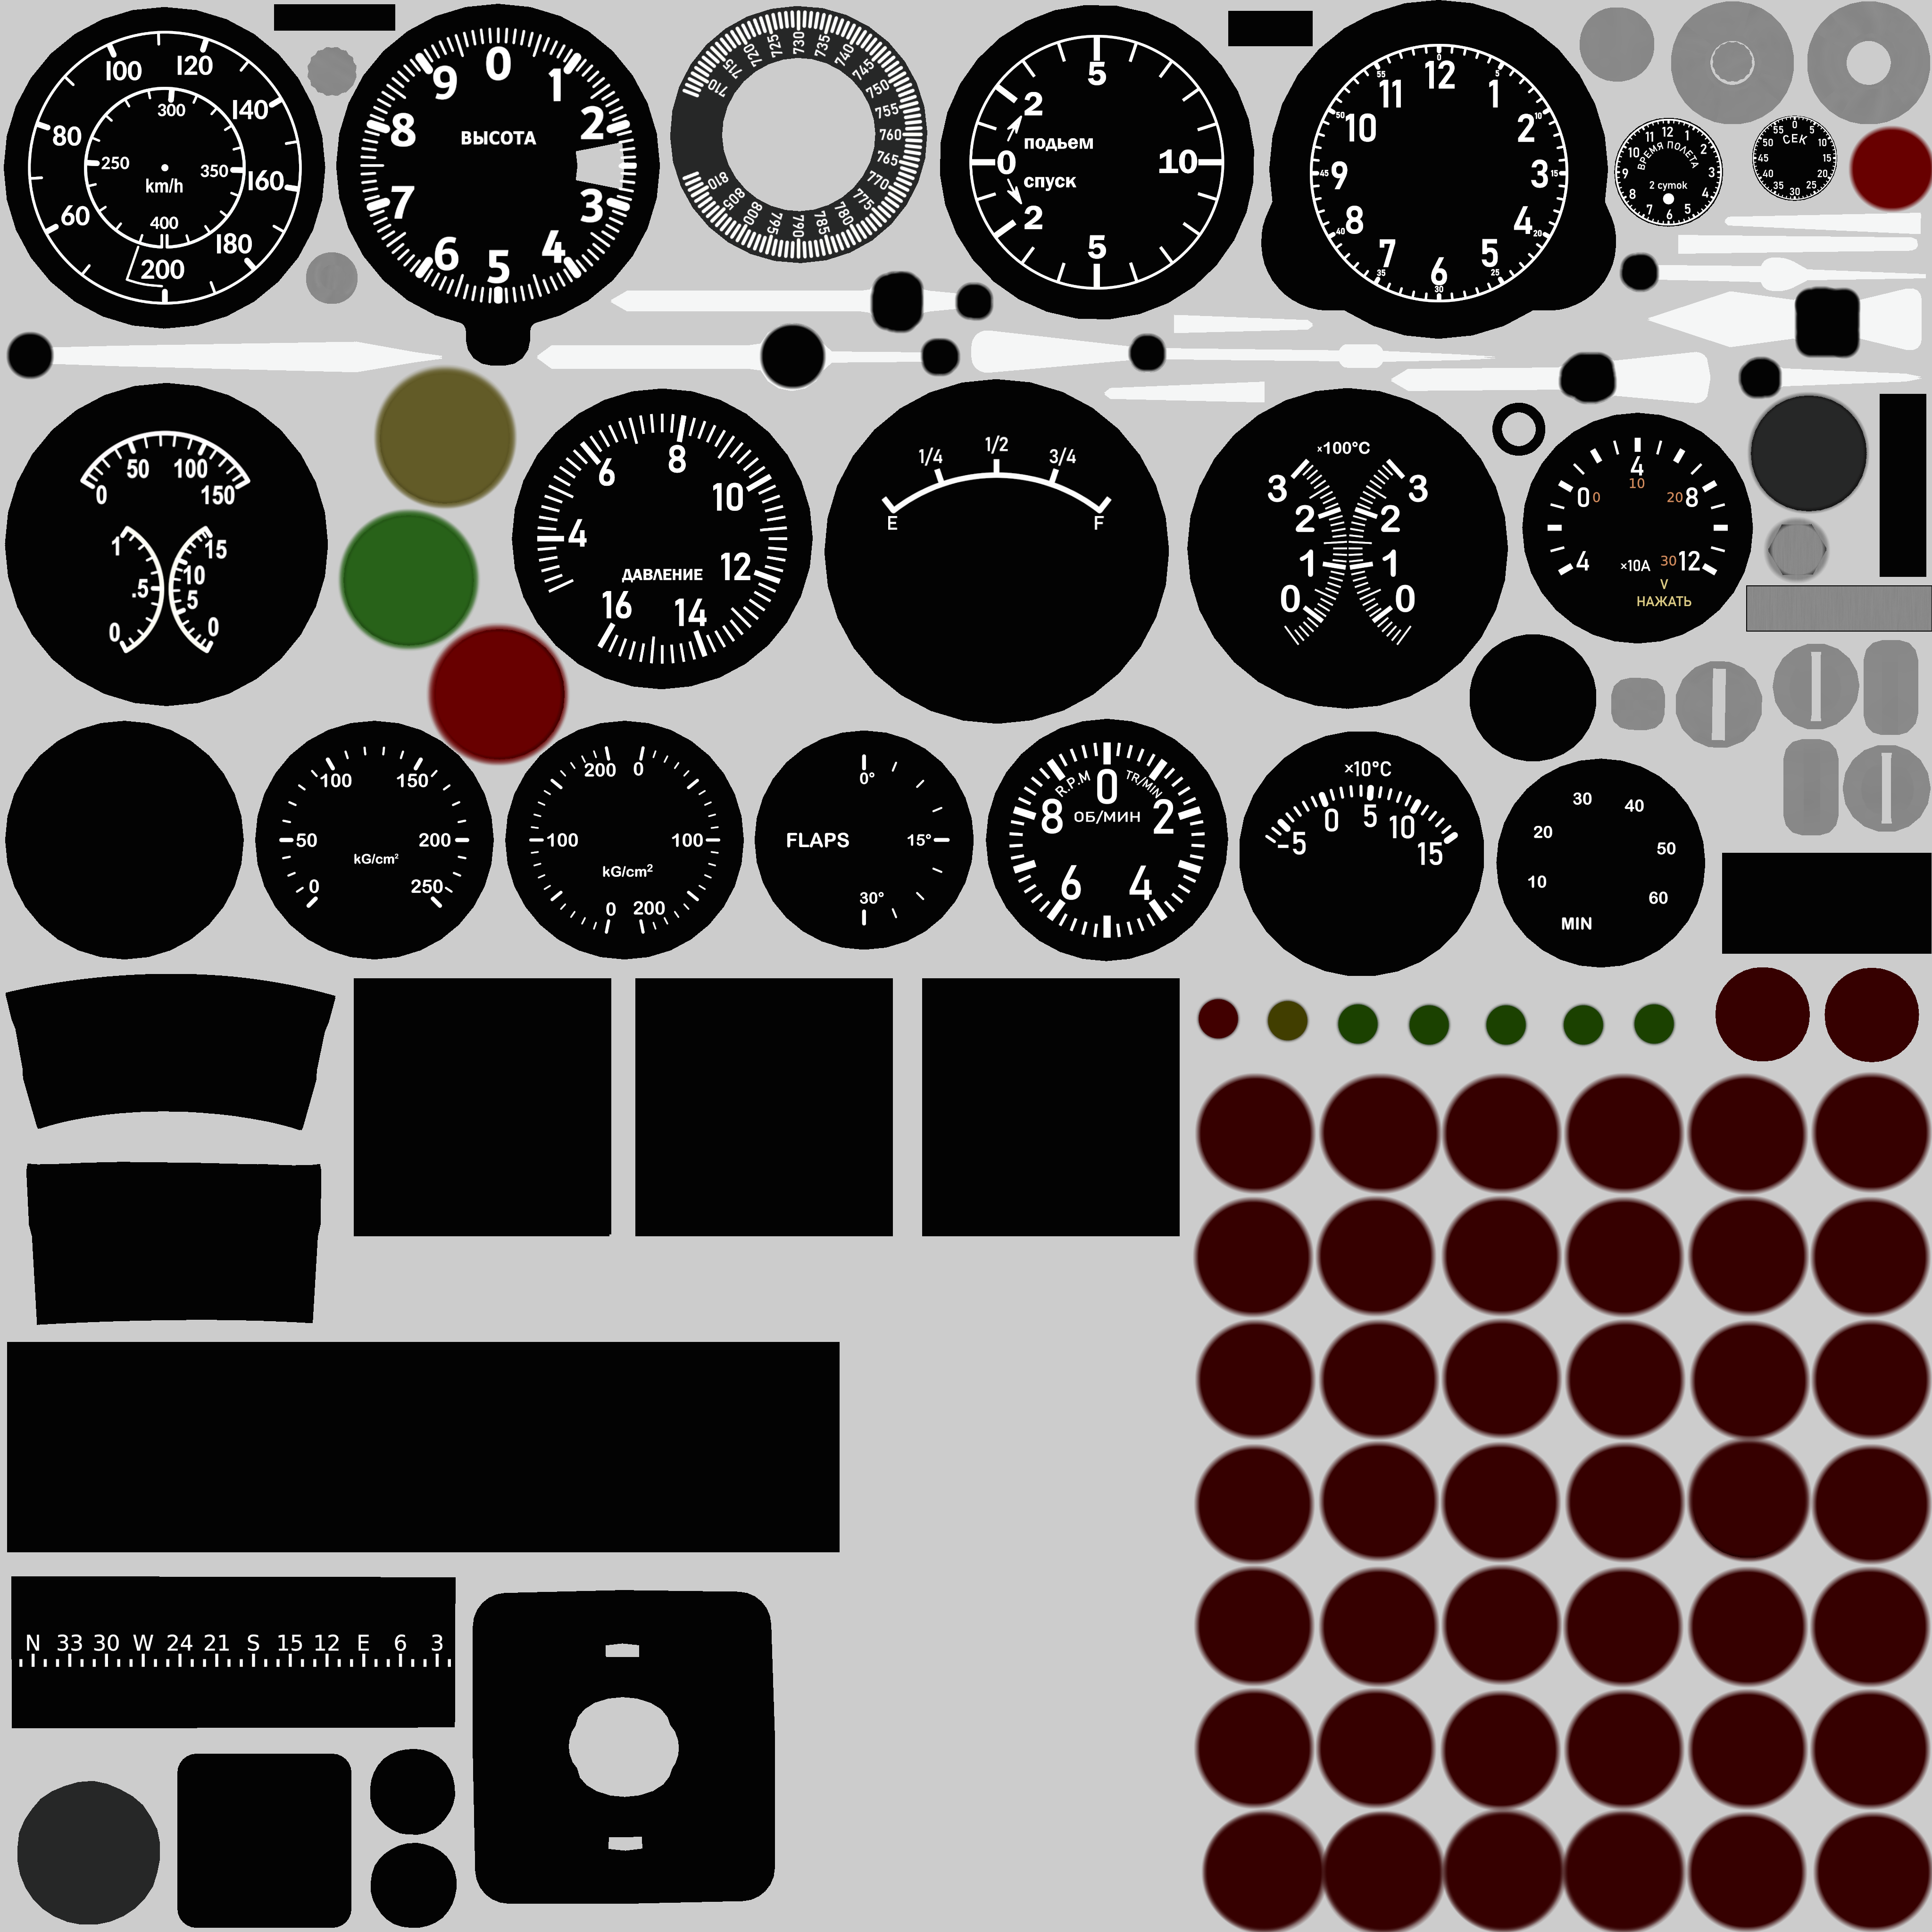 100 120
80 140
60 160
200 180
300
250 350
400
km/h
0
9 1
8 2
7 3
6 4
5
ВЫСОТА
710 715 720 725 730 735 740 745 750 755 760 765 770 775 780 785 790 795 800 805 810
5
2
подьем
0 10
спуск
2
5
0
55 5
12
11 1
50 10 2 10
45 9 3 15
40 8 4 20
7 5
35 6 25
30
11 12 1
10 2
ВРЕМЯ ПОЛЕТА
9 3
2 сутоk
8 4
7 6 5
55 0 5
50 СЕК 10
45 15
40 20
35 30 25
50 100
0 150
1 15
.5 10
5
0 0
6 8
4 10
12
ДАВЛЕНИЕ
16 14
1/4 1/2 3/4
E F
×100°C
3 3
2 2
1 1
0 0
4
0 0 10 20 8
4 ×10A 30 12
V
НАЖАТЬ
100 150
50 200
kG/cm²
0 250
200 0
100 100
kG/cm²
0 200
0°
FLAPS 15°
30°
R.P.M 0 TR/MIN
8 ОБ/МИН 2
6 4
×10°C
-5 0 5 10 15
30 40
20 50
10 60
MIN
N 33 30 W 24 21 S 15 12 E 6 3